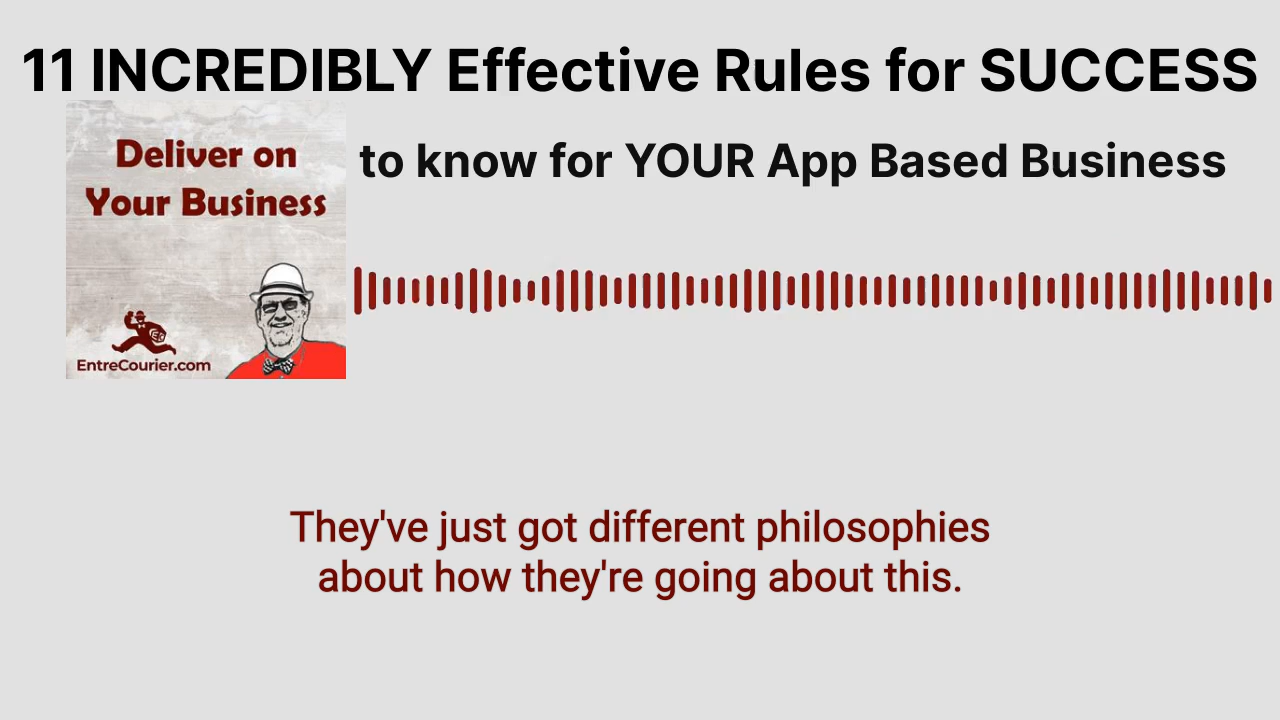 11 INCREDIBLY Effective Rules for SUCCESS
to know for YOUR App Based Business
Deliver on
Your Business
EntreCourier.com
They've just got different philosophies
about how they're going about this.